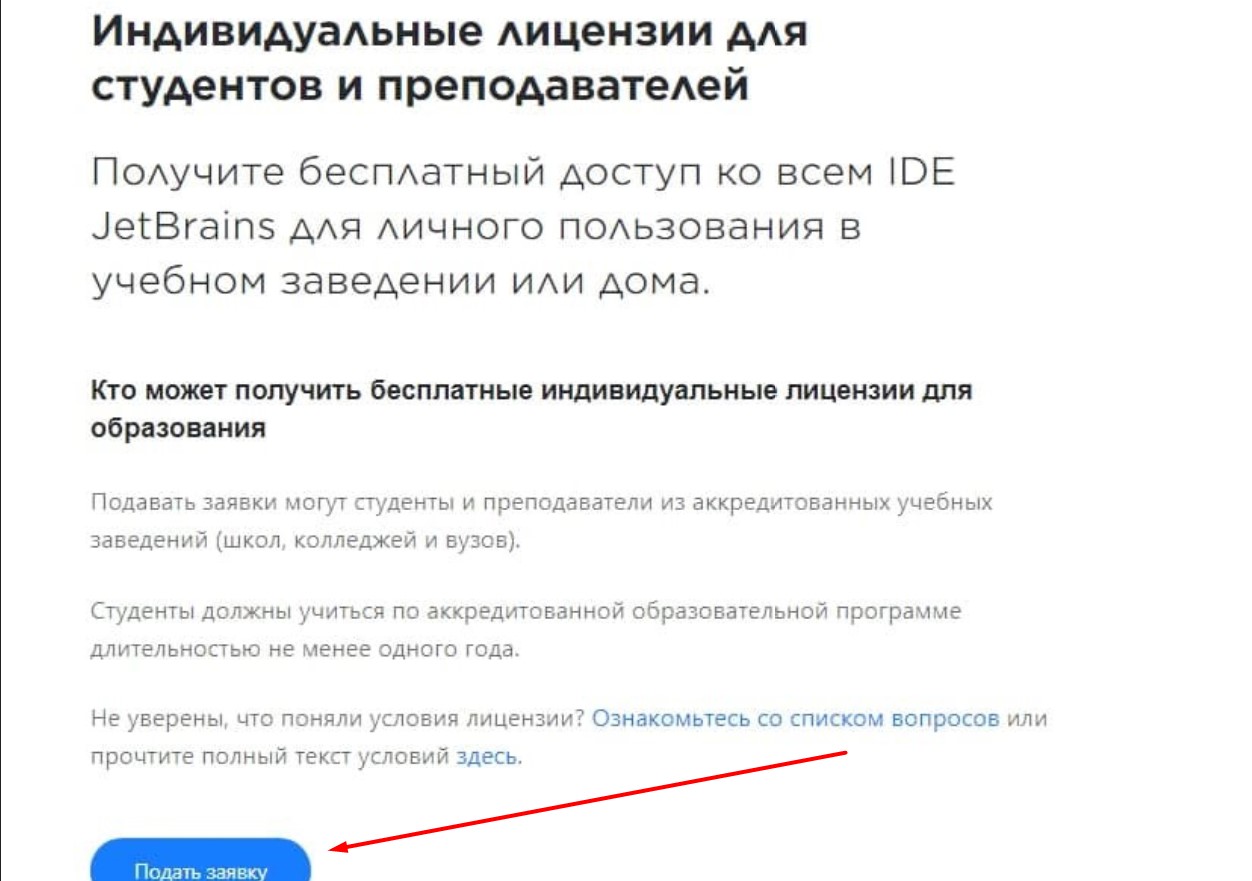 Индивидуальные лицензии для
студентов и преподавателей
Получите бесплатный доступ ко всем IDE
JetBrains для личного пользования в
учебном заведении или дома.
Кто может получить бесплатные индивидуальные лицензии для
образования
Подавать заявки могут студенты и преподаватели из аккредитованных учебных
заведений (школ, колледжей и вузов).
Студенты должны учиться по аккредитованной образовательной программе
длительностью не менее одного года.
Не уверены, что поняли условия лицензии? Ознакомьтесь со списком вопросов или
прочтите полный текст условий здесь.
Подать заявку